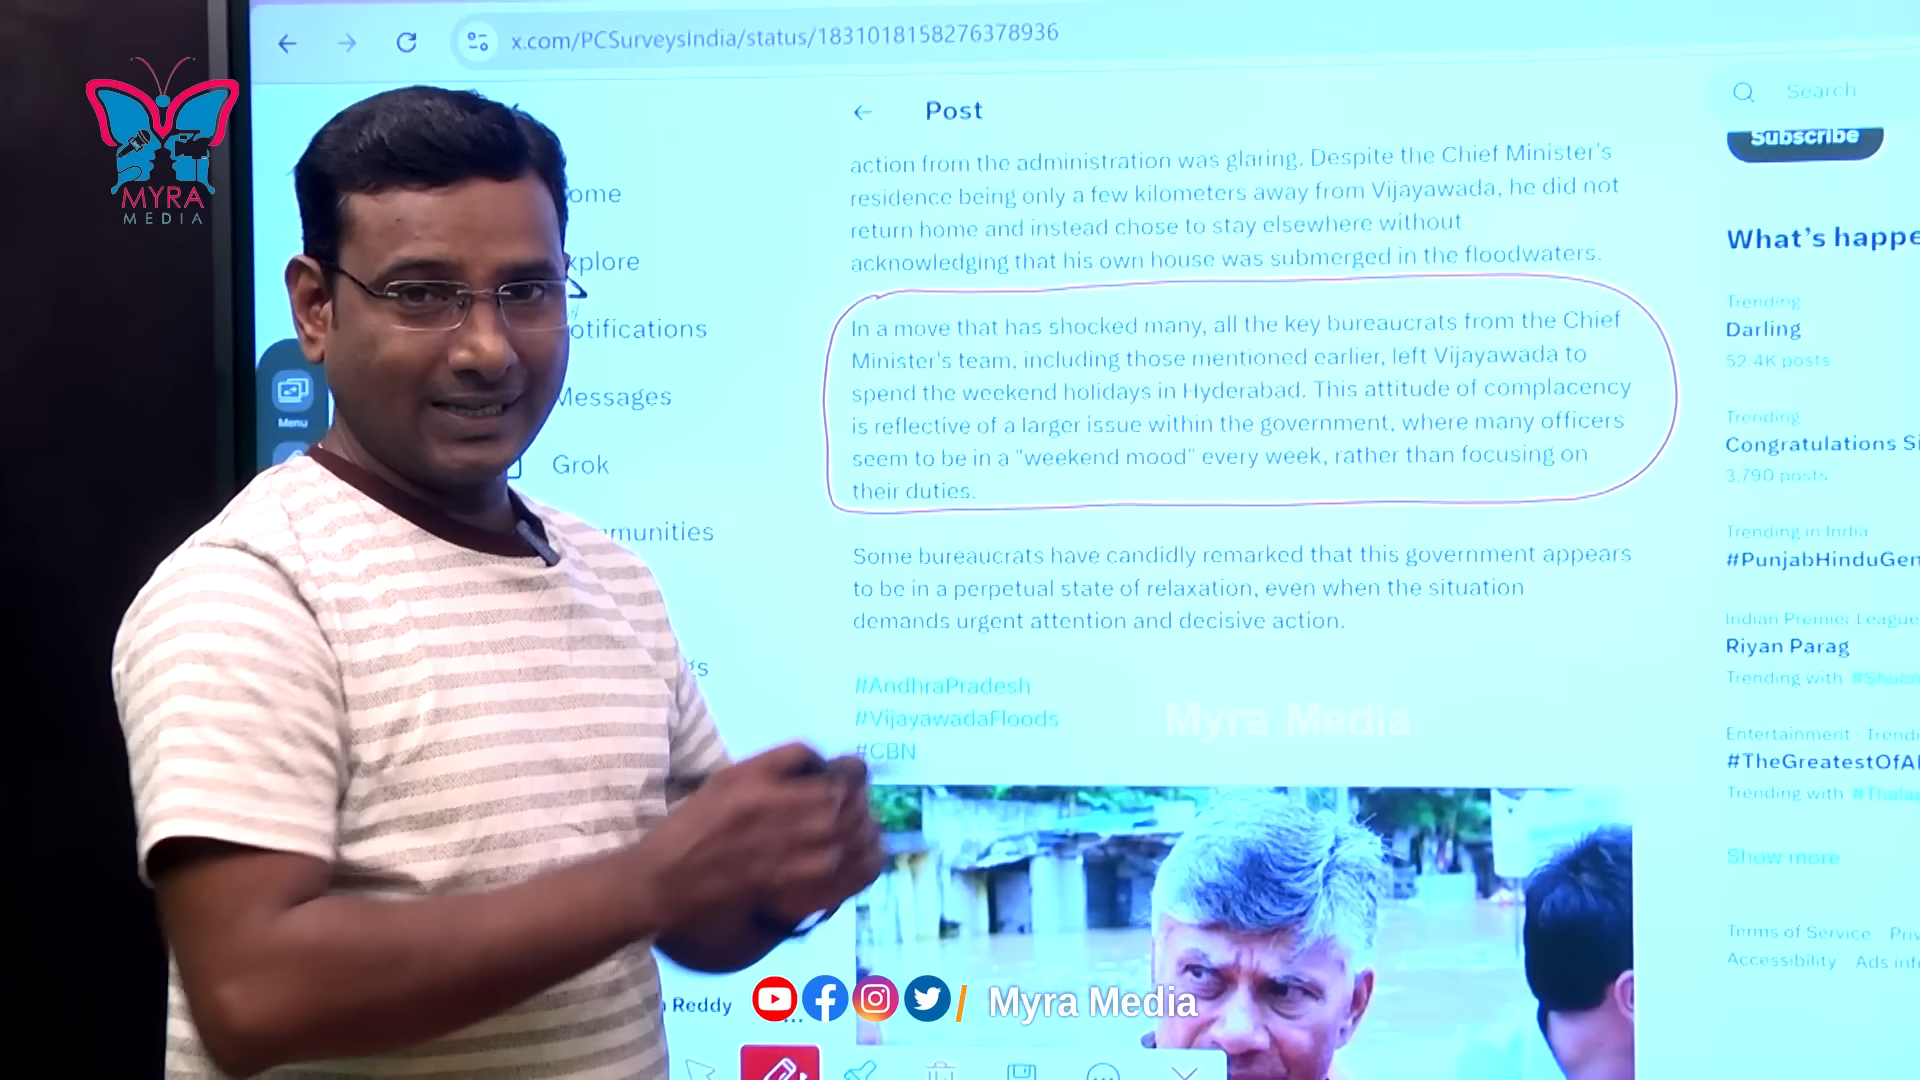 x.com/PCSurveysIndia/status/1831018158276378936
MYRA
MEDIA
Post
Search
Subscribe
action from the administration was glaring. Despite the Chief Minister's
residence being only a few kilometers away from Vijayawada, he did not
return home and instead chose to stay elsewhere without
acknowledging that his own house was submerged in the floodwaters.
In a move that has shocked many, all the key bureaucrats from the Chief
Minister's team, including those mentioned earlier, left Vijayawada to
spend the weekend holidays in Hyderabad. This attitude of complacency
is reflective of a larger issue within the government, where many officers
seem to be in a "weekend mood" every week, rather than focusing on
their duties.
Some bureaucrats have candidly remarked that this government appears
to be in a perpetual state of relaxation, even when the situation
demands urgent attention and decisive action.
#AndhraPradesh
#VijayawadaFloods
#CBN
Myra Media
ome
xplore
otifications
Messages
Grok
mmunities
gs
Menu
Reddy
What's happe
Trending
Darling
52.4K posts
Trending
Congratulations Si
3,790 posts
Trending in India
#PunjabHinduGen
Indian Premier League
Riyan Parag
Trending with #Shubn
Entertainment · Trendi
#TheGreatestOfAl
Trending with #Thala
Show more
Terms of Service Priv
Accessibility Ads info
/ Myra Media